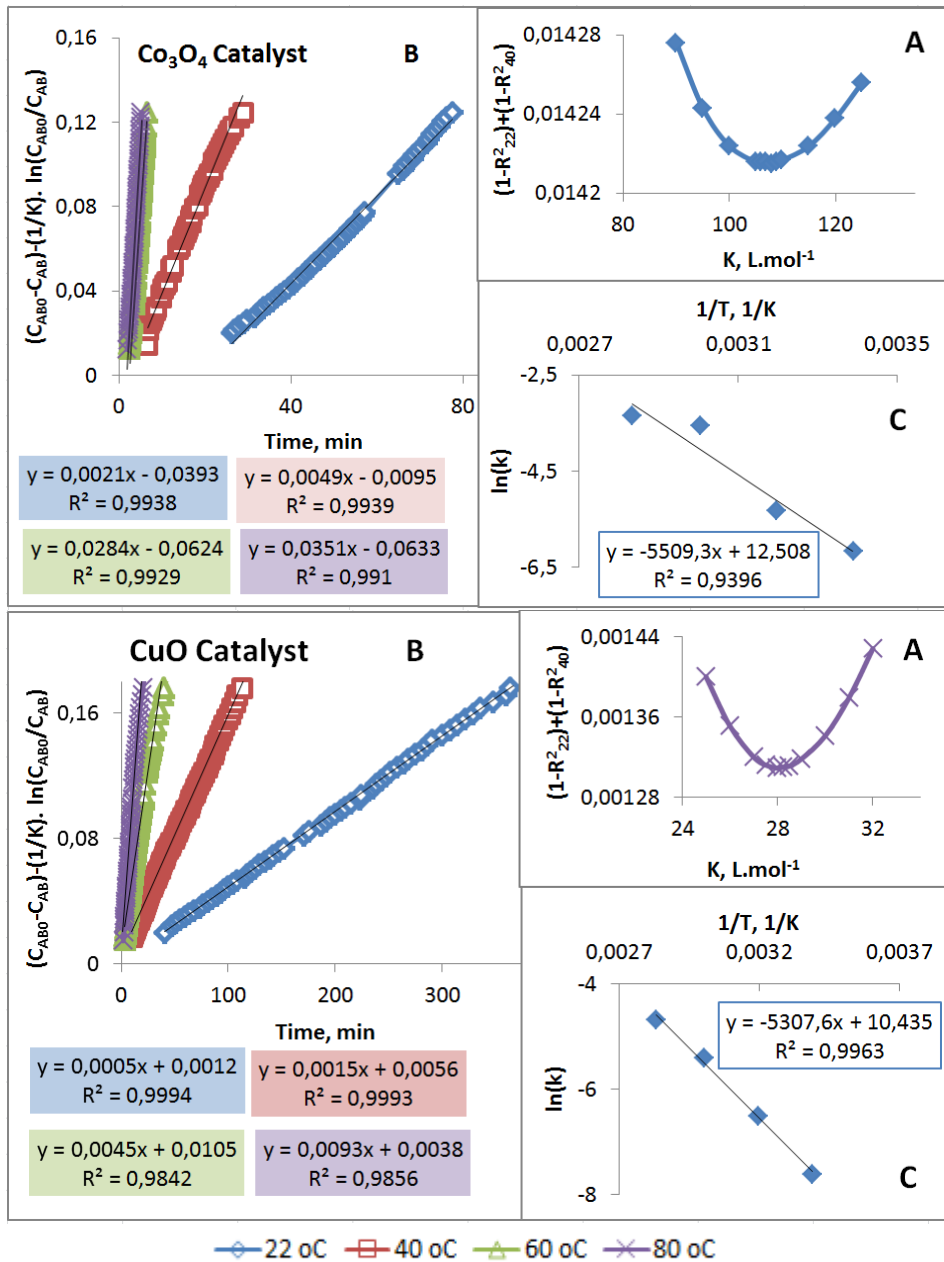 Co₃O₄ Catalyst
B
(C_AB0-C_AB)-(1/K). ln(C_AB0/C_AB)
0,16
0,12
0,08
0,04
0
0
40
80
Time, min
y = 0,0021x - 0,0393
R² = 0,9938
y = 0,0049x - 0,0095
R² = 0,9939
y = 0,0284x - 0,0624
R² = 0,9929
y = 0,0351x - 0,0633
R² = 0,991
A
(1-R²₂₂)+(1-R²₄₀)
0,01428
0,01424
0,0142
80
100
120
K, L.mol⁻¹
1/T, 1/K
0,0027
0,0031
0,0035
-2,5
-4,5
-6,5
ln(k)
C
y = -5509,3x + 12,508
R² = 0,9396
CuO Catalyst
B
(C_AB0-C_AB)-(1/K). ln(C_AB0/C_AB)
0,16
0,08
0
0
100
200
300
Time, min
y = 0,0005x + 0,0012
R² = 0,9994
y = 0,0015x + 0,0056
R² = 0,9993
y = 0,0045x + 0,0105
R² = 0,9842
y = 0,0093x + 0,0038
R² = 0,9856
A
(1-R²₂₂)+(1-R²₄₀)
0,00144
0,00136
0,00128
24
28
32
K, L.mol⁻¹
1/T, 1/K
0,0027
0,0032
0,0037
-4
-6
-8
ln(k)
y = -5307,6x + 10,435
R² = 0,9963
C
22 oC
40 oC
60 oC
80 oC